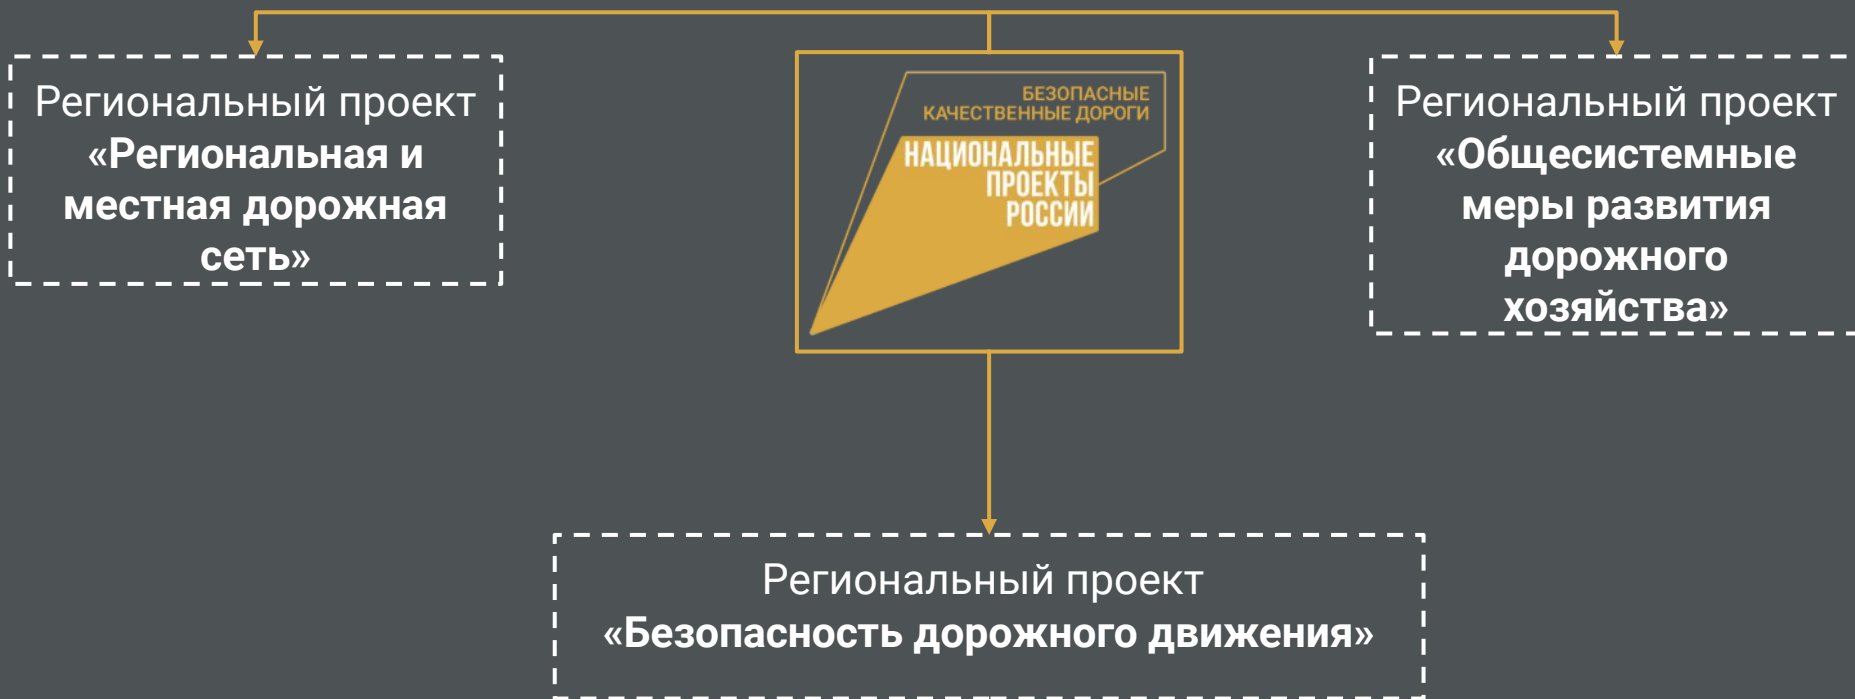 Региональный проект
«Региональная и
местная дорожная
сеть»
БЕЗОПАСНЫЕ
КАЧЕСТВЕННЫЕ ДОРОГИ
НАЦИОНАЛЬНЫЕ
ПРОЕКТЫ
РОССИИ
Региональный проект
«Общесистемные
меры развития
дорожного
хозяйства»
Региональный проект
«Безопасность дорожного движения»